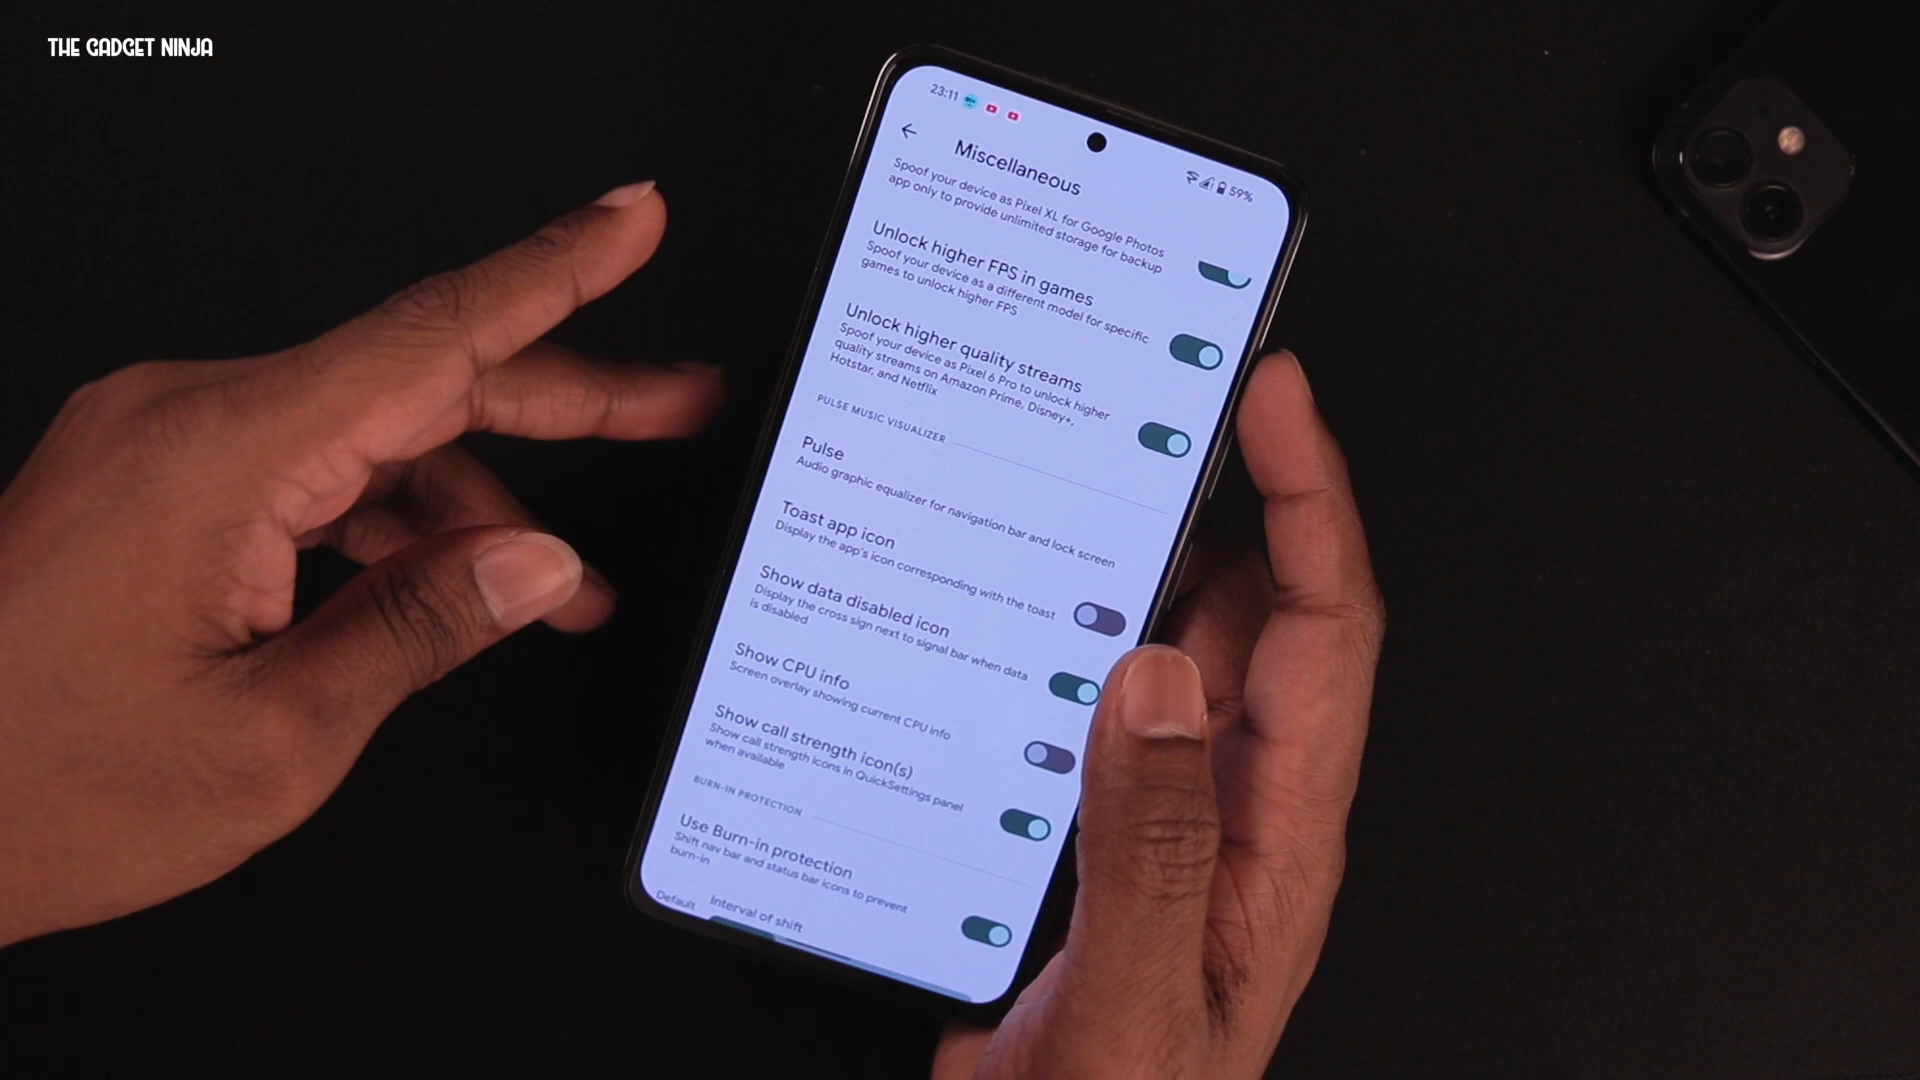 THE GADGET NINJA
23:11
59%
Miscellaneous
Spoof your device as Pixel XL for Google Photos
app only to provide unlimited storage for backup
Unlock higher FPS in games
Spoof your device as a different model for specific
games to unlock higher FPS
Unlock higher quality streams
Spoof your device as Pixel 6 Pro to unlock higher
quality streams on Amazon Prime, Disney+,
Hotstar, and Netflix
PULSE MUSIC VISUALIZER
Pulse
Audio graphic equalizer for navigation bar and lock screen
Toast app icon
Display the app's icon corresponding with the toast
Show data disabled icon
Display the cross sign next to signal bar when data
is disabled
Show CPU info
Screen overlay showing current CPU info
Show call strength icon(s)
Show call strength icons in QuickSettings panel
when available
BURN-IN PROTECTION
Use Burn-in protection
Shift nav bar and status bar icons to prevent
burn-in
Interval of shift
Default